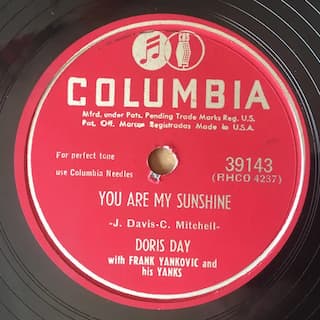 COLUMBIA
Mfrd. under Pats. Pending Trade Marks Reg. U.S.
Pat. Off. Marcas Registradas Made in U.S.A.
For perfect tone
use Columbia Needles
39143
(RHCO 4237)
YOU ARE MY SUNSHINE
-J. Davis-C. Mitchell-
DORIS DAY
with FRANK YANKOVIC and
his YANKS